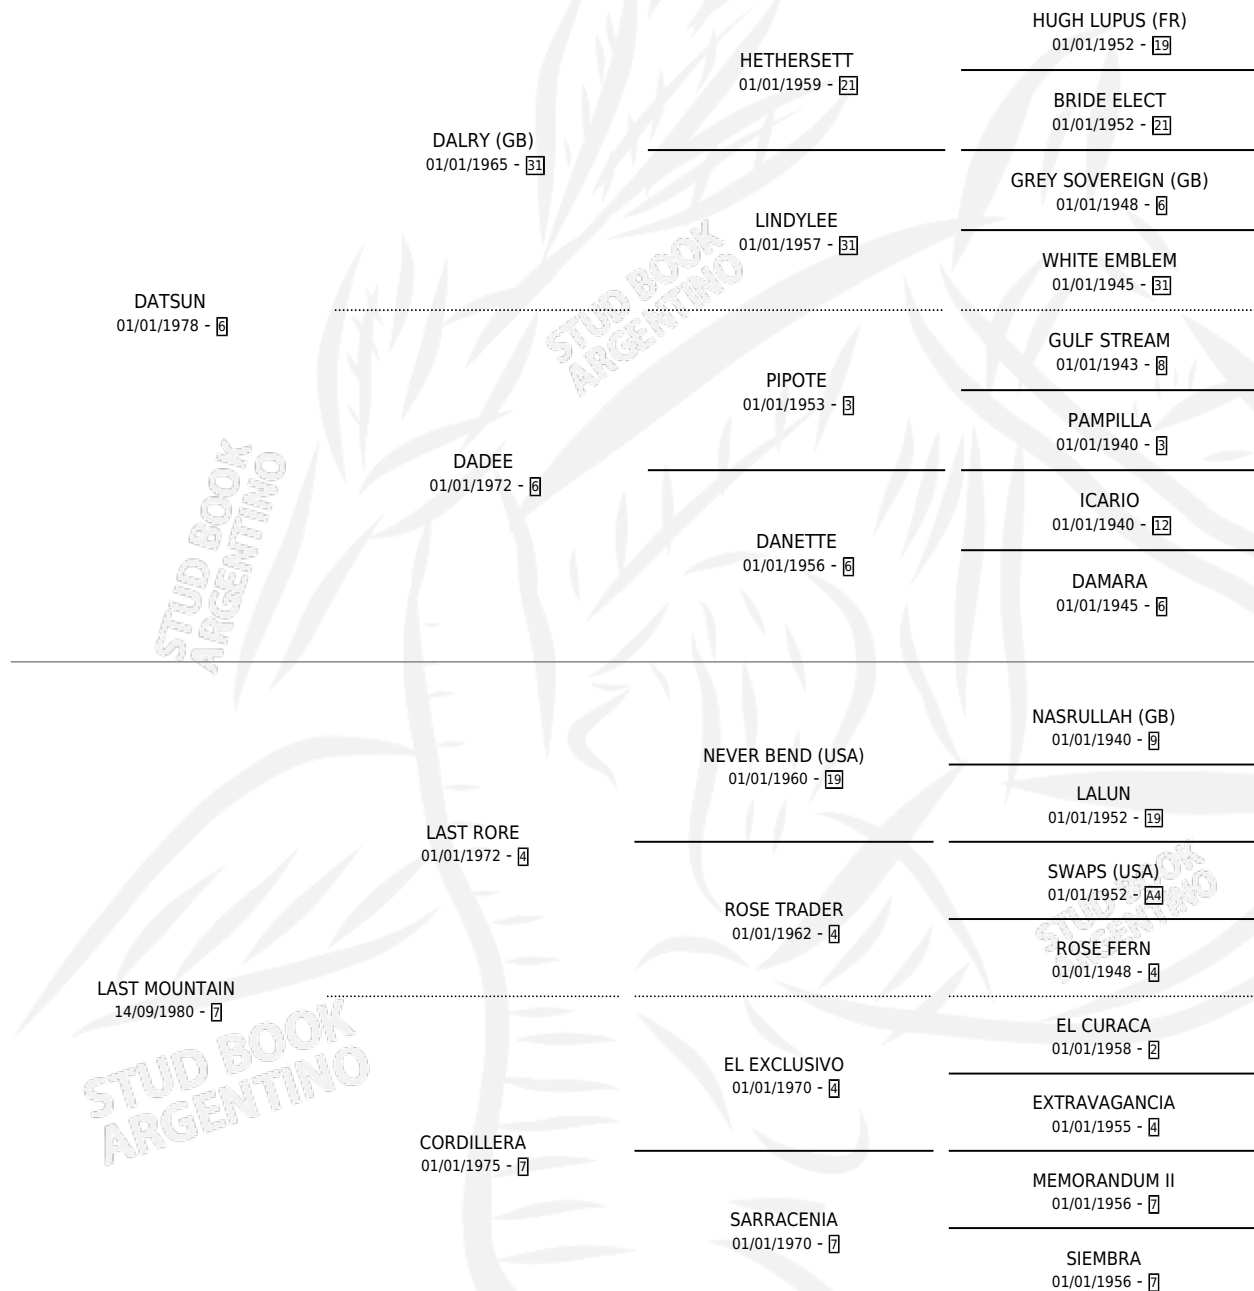 HUGH LUPUS (FR)
01/01/1952 - 19
HETHERSETT
01/01/1959 - 21
BRIDE ELECT
01/01/1952 - 21
DALRY (GB)
01/01/1965 - 31
GREY SOVEREIGN (GB)
01/01/1948 - 6
LINDYLEE
01/01/1957 - 31
WHITE EMBLEM
01/01/1945 - 31
DATSUN
01/01/1978 - 6
STUD BOOK
ARGENTINO
GULF STREAM
01/01/1943 - 8
PIPOTE
01/01/1953 - 3
PAMPILLA
01/01/1940 - 3
DADEE
01/01/1972 - 6
ICARIO
01/01/1940 - 12
DANETTE
01/01/1956 - 6
DAMARA
01/01/1945 - 6
STUD BOOK
ARGENTINO
NASRULLAH (GB)
01/01/1940 - 9
NEVER BEND (USA)
01/01/1960 - 19
LALUN
01/01/1952 - 19
LAST RORE
01/01/1972 - 4
SWAPS (USA)
01/01/1952 - A4
ROSE TRADER
01/01/1962 - 4
ROSE FERN
01/01/1948 - 4
STUD BOOK
ARGENTINO
LAST MOUNTAIN
14/09/1980 - 7
EL CURACA
01/01/1958 - 2
EL EXCLUSIVO
01/01/1970 - 4
EXTRAVAGANCIA
01/01/1955 - 4
STUD BOOK
ARGENTINO
CORDILLERA
01/01/1975 - 7
MEMORANDUM II
01/01/1956 - 7
SARRACENIA
01/01/1970 - 7
SIEMBRA
01/01/1956 - 7